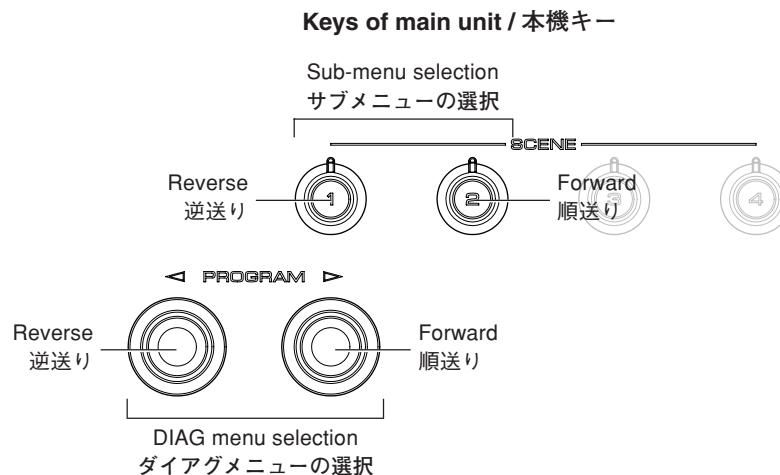 Keys of main unit / 本機キー
Sub-menu selection
サブメニューの選択
SCENE
Reverse
逆送り
1
2
Forward
順送り
3
4
PROGRAM
Reverse
逆送り
Forward
順送り
DIAG menu selection
ダイアグメニューの選択